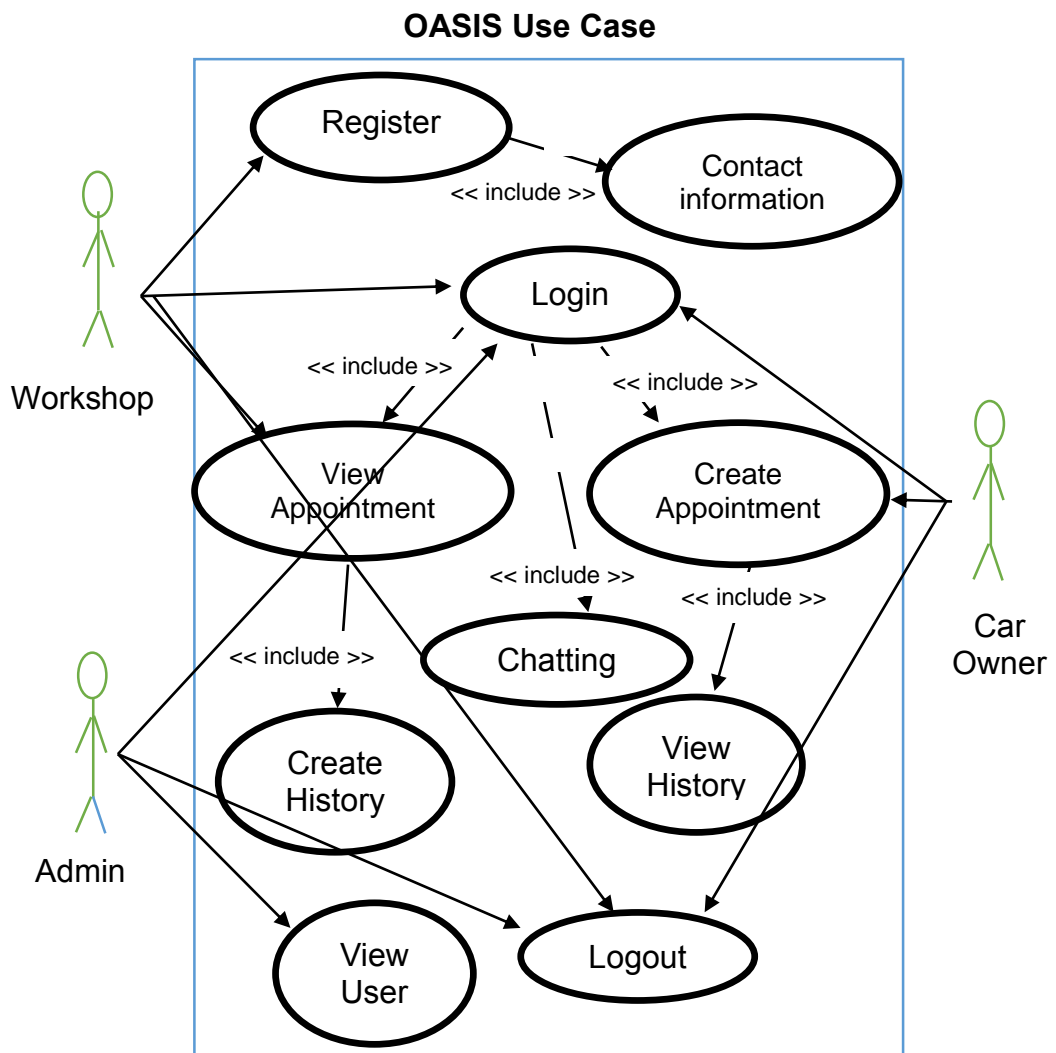 OASIS Use Case
Register
Contact
information
<< include >>
Login
<< include >>
<< include >>
Workshop
View
Appointment
Create
Appointment
<< include >>
<< include >>
Car
Owner
Chatting
<< include >>
View
History
Create
History
Admin
View
User
Logout